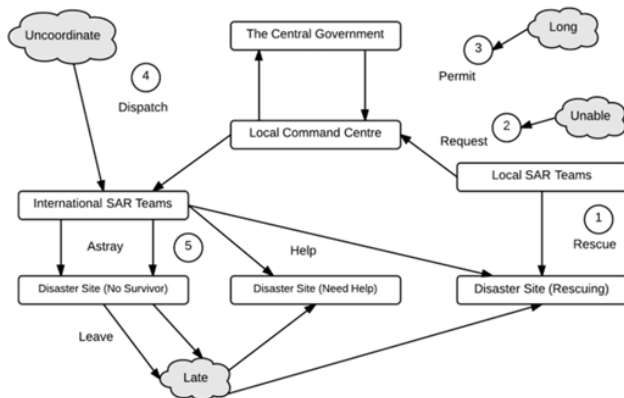 Uncoordinate
The Central Government
3
Long
Permit
4
Dispatch
Local Command Centre
Request
2
Unable
Local SAR Teams
International SAR Teams
1
Rescue
Astray
5
Help
Disaster Site (No Survivor)
Disaster Site (Need Help)
Disaster Site (Rescuing)
Leave
Late